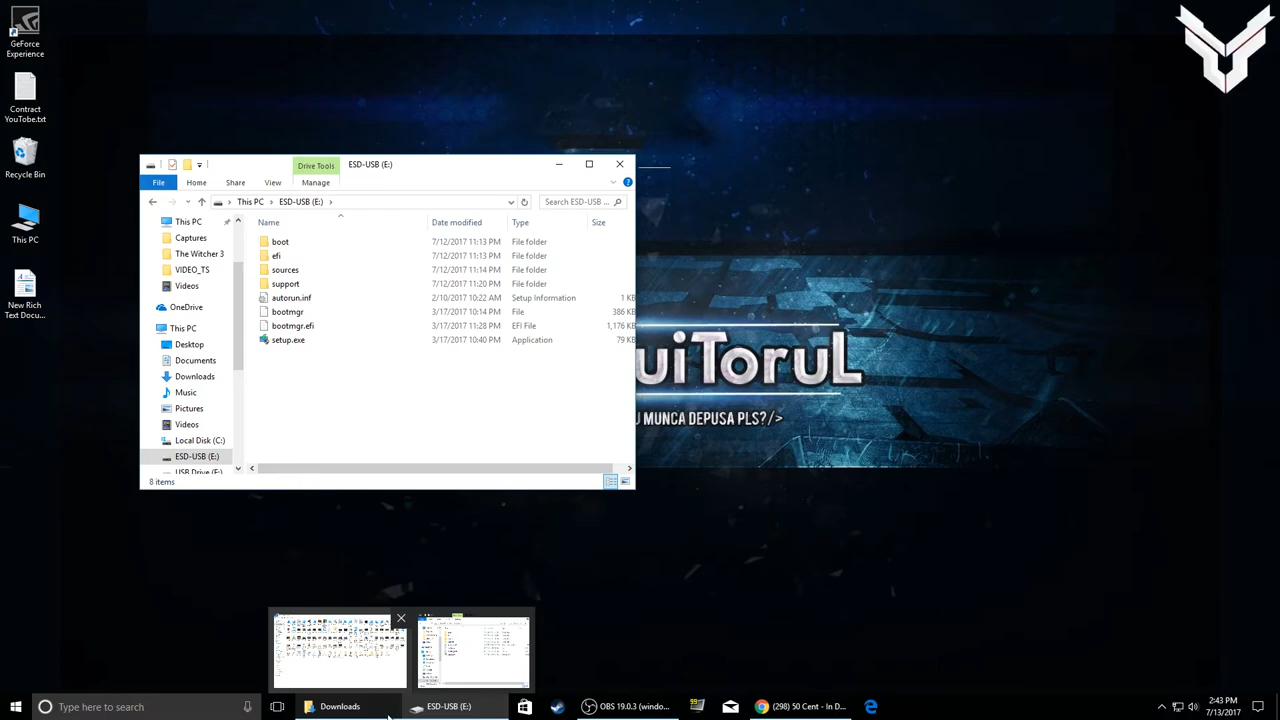 GeForce
Experience
Contract
YouTube.txt
Recycle Bin
This PC
New Rich
Text Docu...
Drive Tools
ESD-USB (E:)
File
Home
Share
View
Manage
This PC
ESD-USB (E:)
Search ESD-USB ...
This PC
Captures
The Witcher 3
VIDEO_TS
Videos
OneDrive
This PC
Desktop
Documents
Downloads
Music
Pictures
Videos
Local Disk (C:)
ESD-USB (E:)
USB Drive (F:)
Name Date modified Type Size
boot 7/12/2017 11:13 PM File folder
efi 7/12/2017 11:13 PM File folder
sources 7/12/2017 11:14 PM File folder
support 7/12/2017 11:20 PM File folder
autorun.inf 2/10/2017 10:22 AM Setup Information 1 KB
bootmgr 3/17/2017 10:14 PM File 386 KB
bootmgr.efi 3/17/2017 11:28 PM EFI File 1,176 KB
setup.exe 3/17/2017 10:40 PM Application 79 KB
8 items
uiToruL
U MUNCA DEPUSA PLS?/>
Type here to search
Downloads
ESD-USB (E:)
OBS 19.0.3 (windo...
(298) 50 Cent - In D...
2:43 PM
7/13/2017